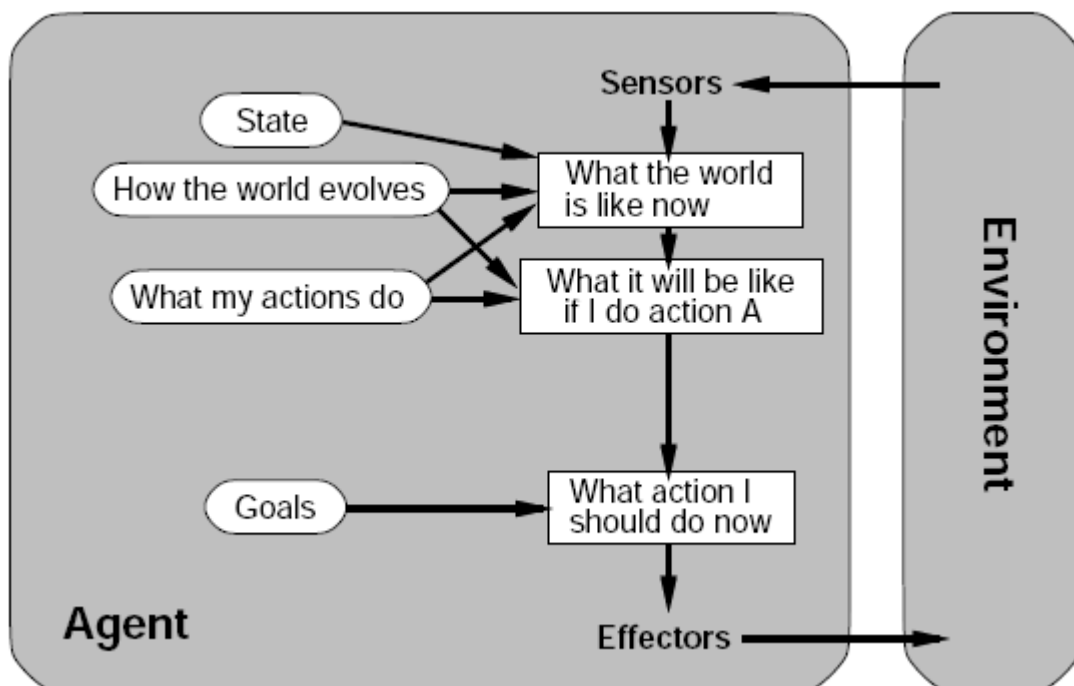 Sensors
State
What the world
is like now
How the world evolves
What it will be like
if I do action A
What my actions do
Environment
What action I
should do now
Goals
Agent
Effectors